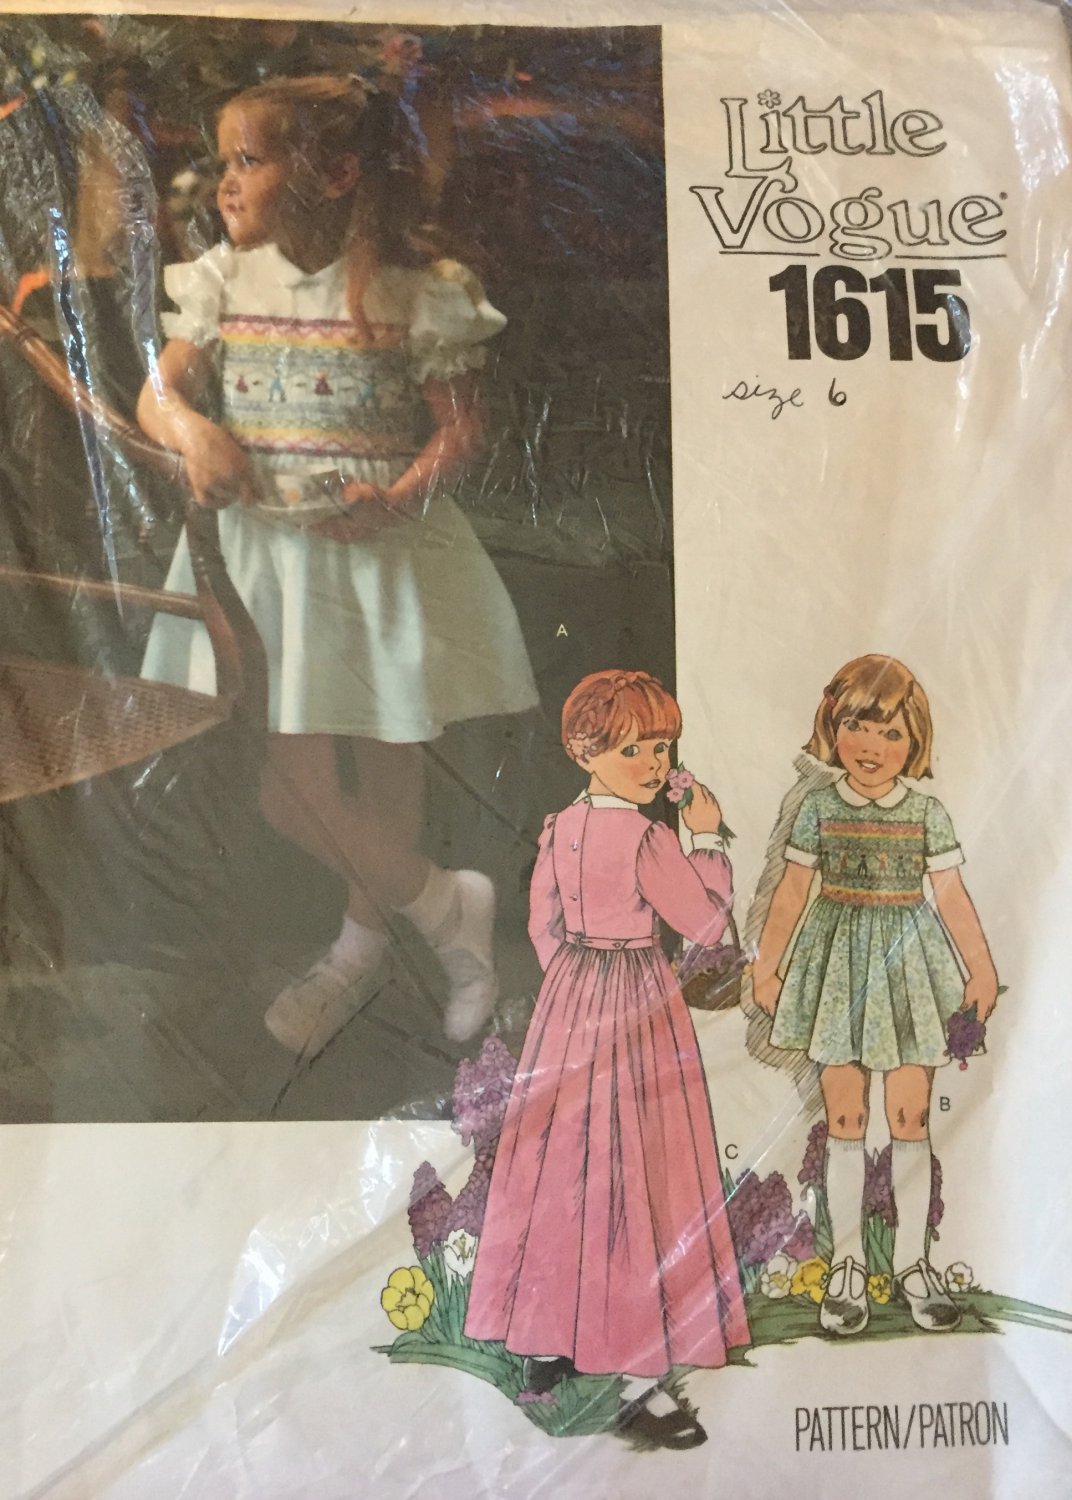 Little
Vogue®
1615
size 6
A
B
C
PATTERN/PATRON